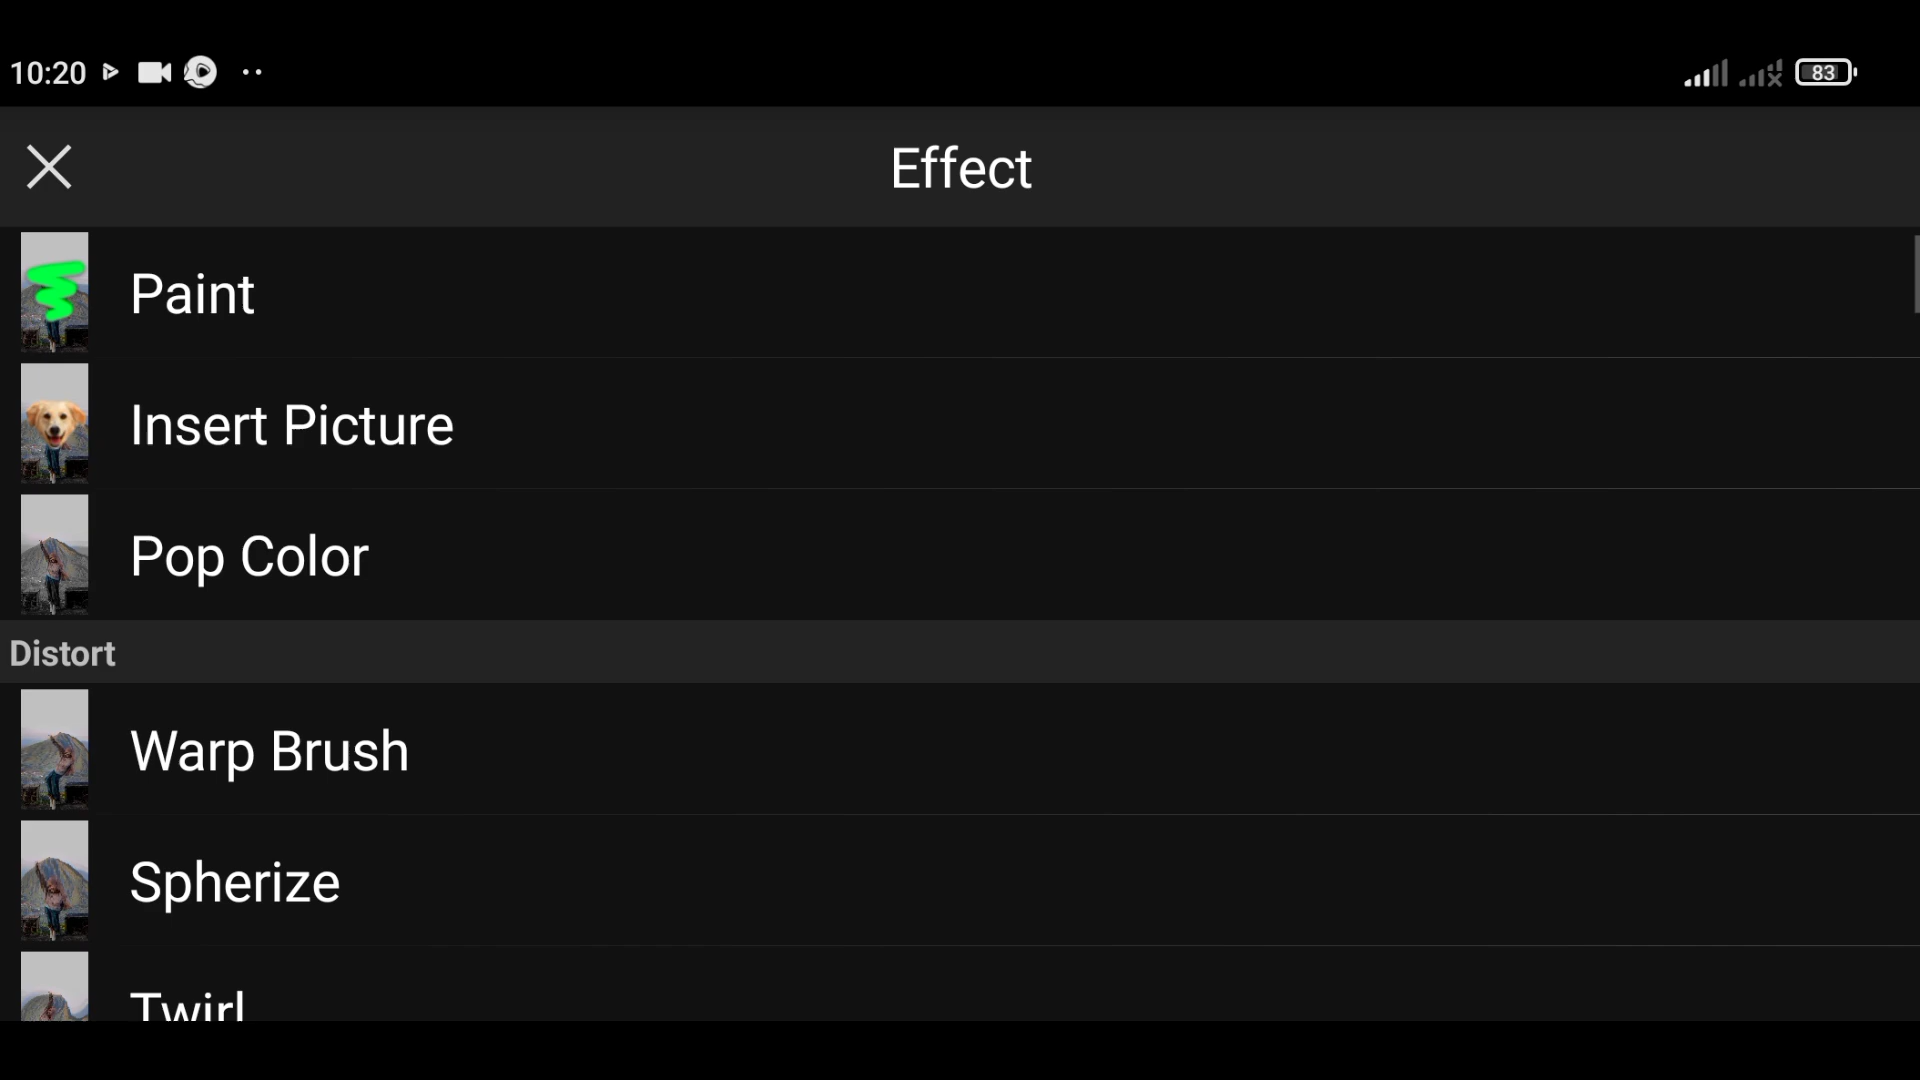 10:20
83
Effect
Paint
Insert Picture
Pop Color
Distort
Warp Brush
Spherize
Twirl